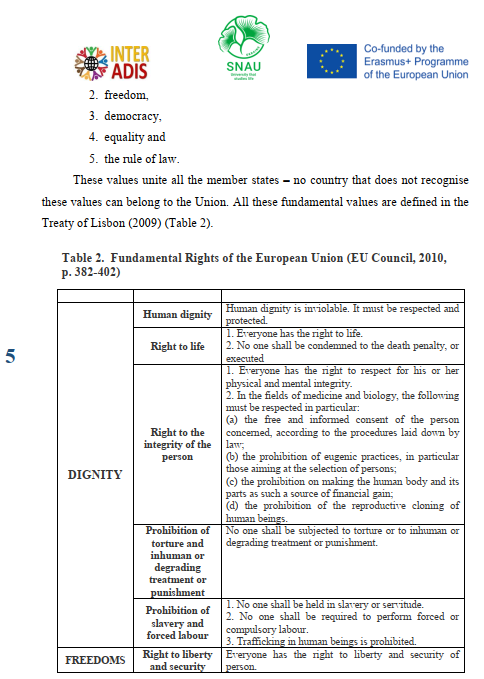 INTER
ADIS
SNAU
university that
studies life
Co-funded by the
Erasmus+ Programme
of the European Union
2. freedom,
3. democracy,
4. equality and
5. the rule of law.
These values unite all the member states – no country that does not recognise
these values can belong to the Union. All these fundamental values are defined in the
Treaty of Lisbon (2009) (Table 2).
Table 2. Fundamental Rights of the European Union (EU Council, 2010,
p. 382-402)
5
DIGNITY
Human dignity
Human dignity is inviolable. It must be respected and
protected.
Right to life
1. Everyone has the right to life.
2. No one shall be condemned to the death penalty, or
executed
Right to the
integrity of the
person
1. Everyone has the right to respect for his or her
physical and mental integrity.
2. In the fields of medicine and biology, the following
must be respected in particular:
(a) the free and informed consent of the person
concerned, according to the procedures laid down by
law;
(b) the prohibition of eugenic practices, in particular
those aiming at the selection of persons;
(c) the prohibition on making the human body and its
parts as such a source of financial gain;
(d) the prohibition of the reproductive cloning of
human beings.
Prohibition of
torture and
inhuman or
degrading
treatment or
punishment
No one shall be subjected to torture or to inhuman or
degrading treatment or punishment.
Prohibition of
slavery and
forced labour
1. No one shall be held in slavery or servitude.
2. No one shall be required to perform forced or
compulsory labour.
3. Trafficking in human beings is prohibited.
FREEDOMS
Right to liberty
and security
Everyone has the right to liberty and security of
person.